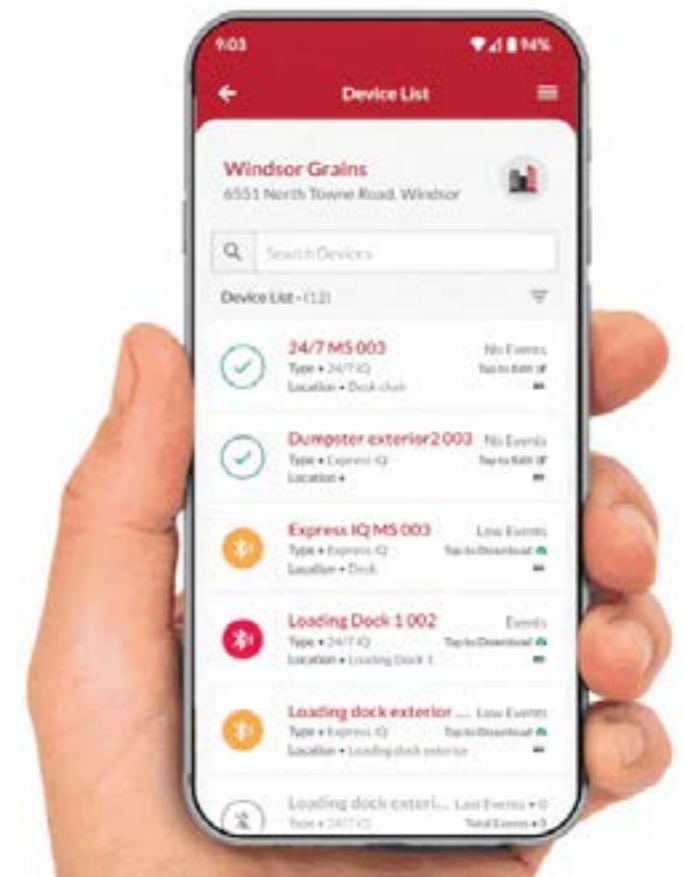 9:03 94%
Device List
Windsor Grains
6551 North Towne Road, Windsor
Search Devices
Device List • (12)
24/7 MS 003 No Events
Type • 24/7 IQ Tap to Edit
Location • Desk chair
Dumpster exterior2 003 No Events
Type • Express IQ Tap to Edit
Location •
Express IQ MS 003 Low Events
Type • Express IQ Tap to Download
Location • Desk
Loading Dock 1 002 Events
Type • 24/7 IQ Tap to Download
Location • Loading Dock 1
Loading dock exterior ... Low Events
Type • Express IQ Tap to Download
Location • Loading dock exterior
Loading dock exteri... Last Events • 0
Type • 24/7 IQ Total Events • 0